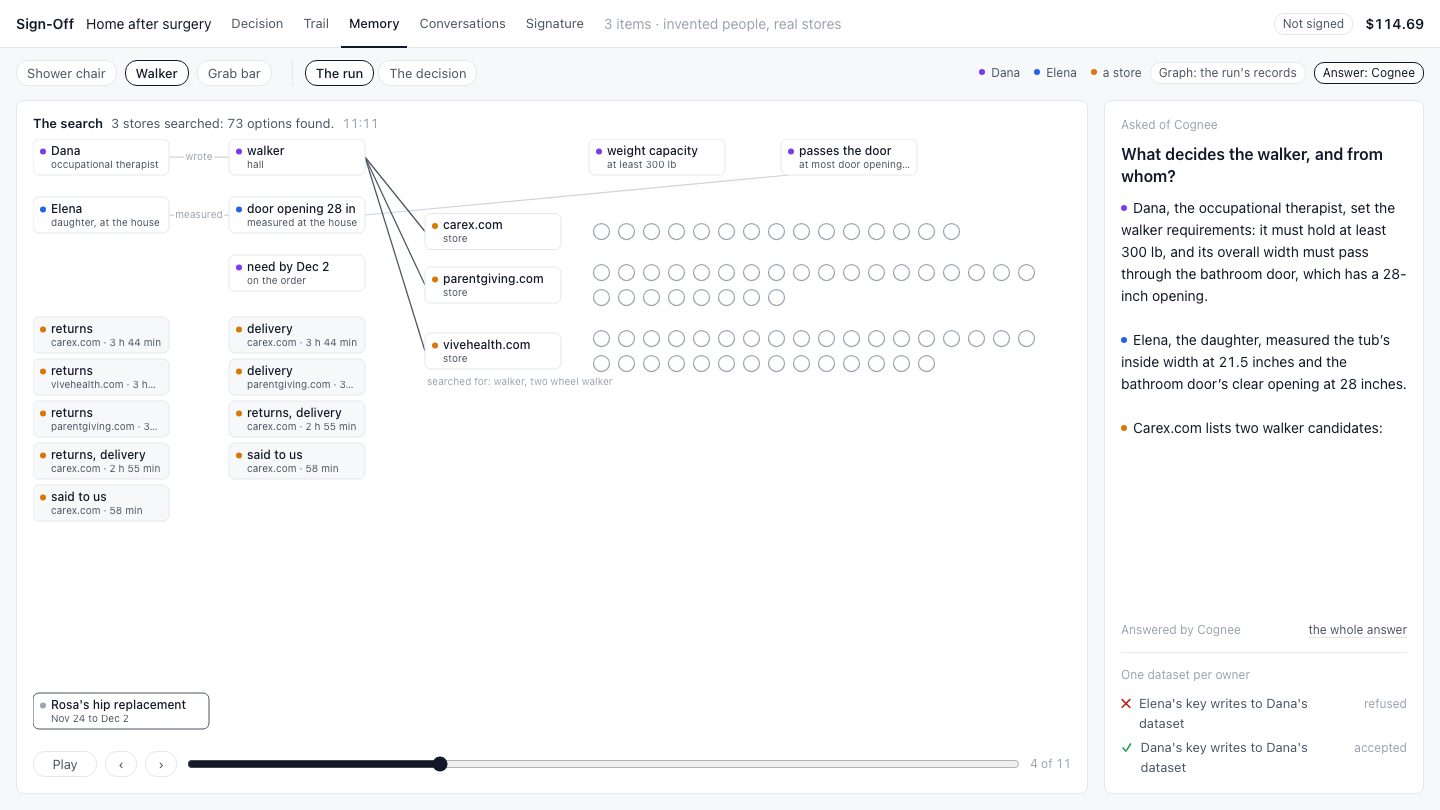 Sign-Off Home after surgery Decision Trail Memory Conversations Signature 3 items · invented people, real stores Not signed $114.69
Shower chair Walker Grab bar The run The decision Dana Elena a store Graph: the run's records Answer: Cognee
The search 3 stores searched: 73 options found. 11:11
Dana
occupational therapist
wrote
walker
hall
weight capacity
at least 300 lb
passes the door
at most door opening...
Elena
daughter, at the house
measured
door opening 28 in
measured at the house
carex.com
store
need by Dec 2
on the order
parentgiving.com
store
vivehealth.com
store
searched for: walker, two wheel walker
returns
carex.com · 3 h 44 min
delivery
carex.com · 3 h 44 min
returns
vivehealth.com · 3 h...
delivery
parentgiving.com · 3...
returns
parentgiving.com · 3...
returns, delivery
carex.com · 2 h 55 min
returns, delivery
carex.com · 2 h 55 min
said to us
carex.com · 58 min
said to us
carex.com · 58 min
Rosa's hip replacement
Nov 24 to Dec 2
Play ‹ › 4 of 11
Asked of Cognee
What decides the walker, and from
whom?
Dana, the occupational therapist, set the
walker requirements: it must hold at least
300 lb, and its overall width must pass
through the bathroom door, which has a 28-
inch opening.
Elena, the daughter, measured the tub’s
inside width at 21.5 inches and the
bathroom door’s clear opening at 28 inches.
Carex.com lists two walker candidates:
Answered by Cognee the whole answer
One dataset per owner
Elena's key writes to Dana's
dataset
refused
Dana's key writes to Dana's
dataset
accepted